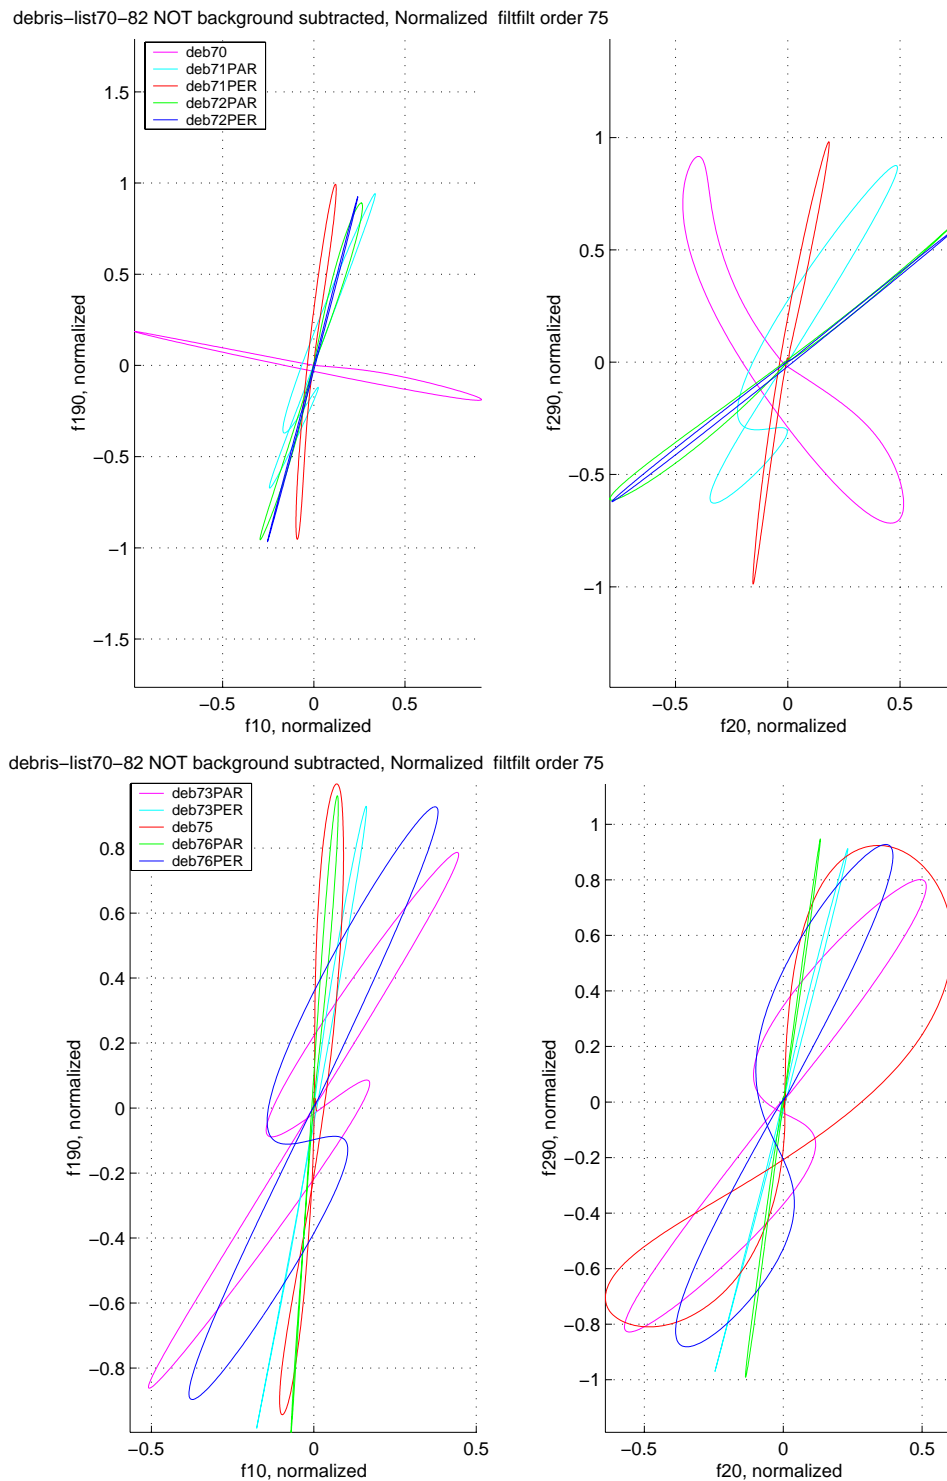 debris−list70−82 NOT background subtracted, Normalized  filtfilt order 75
deb70
deb71PAR
deb71PER
deb72PAR
deb72PER
1.5
1
0.5
0
−0.5
−1
−1.5
f190, normalized
−0.5
0
0.5
f10, normalized
1
0.5
0
−0.5
−1
f290, normalized
−0.5
0
0.5
f20, normalized
debris−list70−82 NOT background subtracted, Normalized  filtfilt order 75
deb73PAR
deb73PER
deb75
deb76PAR
deb76PER
0.8
0.6
0.4
0.2
0
−0.2
−0.4
−0.6
−0.8
f190, normalized
−0.5
0
0.5
f10, normalized
1
0.8
0.6
0.4
0.2
0
−0.2
−0.4
−0.6
−0.8
−1
f290, normalized
−0.5
0
0.5
f20, normalized